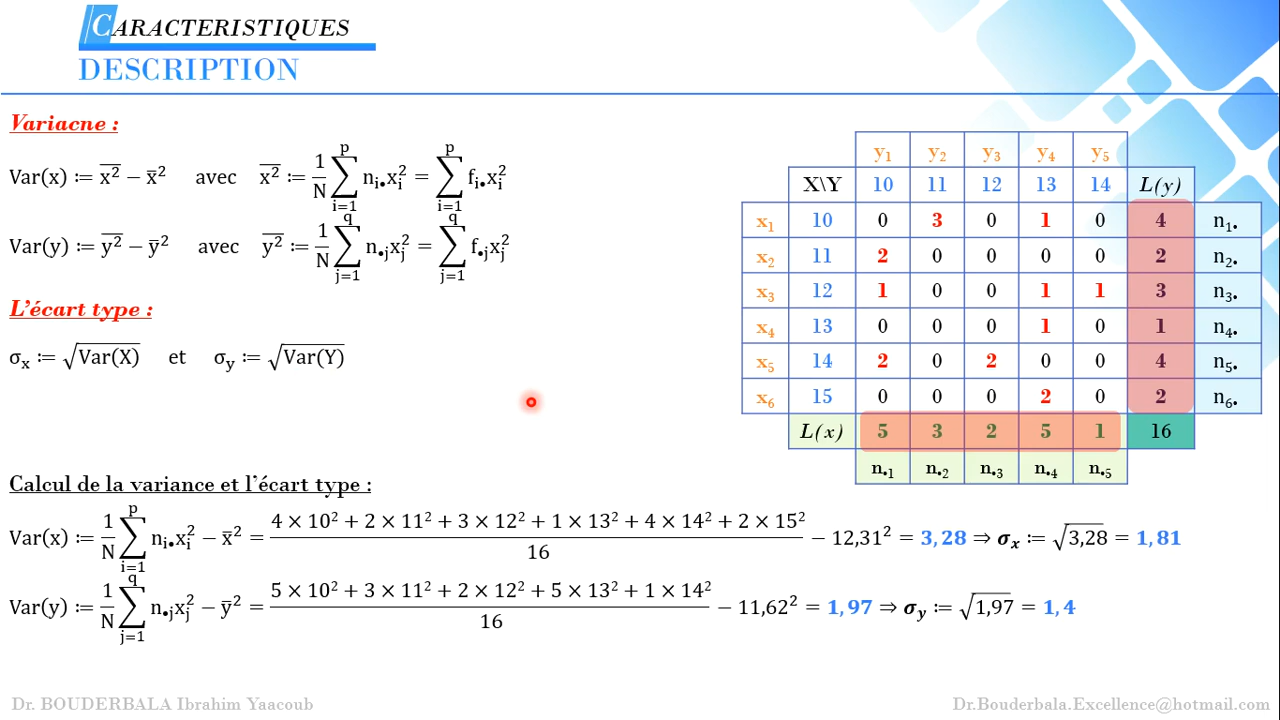 CARACTERISTIQUES
DESCRIPTION
Variacne :
Var(x) ≔ x̄² − x̄² avec x̄² ≔ 1/N ∑ᵢ₌₁ᵖ nᵢ• xᵢ² = ∑ᵢ₌₁ᵖ fᵢ• xᵢ²
Var(y) ≔ ȳ² − ȳ² avec ȳ² ≔ 1/N ∑ⱼ₌₁^q n•ⱼ xⱼ² = ∑ⱼ₌₁^q f•ⱼ xⱼ²
L'écart type :
σₓ ≔ √Var(X) et σ_y ≔ √Var(Y)
y₁ y₂ y₃ y₄ y₅
X\Y 10 11 12 13 14 L(y)
x₁ 10 0 3 0 1 0 4 n₁•
x₂ 11 2 0 0 0 0 2 n₂•
x₃ 12 1 0 0 1 1 3 n₃•
x₄ 13 0 0 0 1 0 1 n₄•
x₅ 14 2 0 2 0 0 4 n₅•
x₆ 15 0 0 0 2 0 2 n₆•
L(x) 5 3 2 5 1 16
n•₁ n•₂ n•₃ n•₄ n•₅
Calcul de la variance et l'écart type :
Var(x) ≔ 1/N ∑ᵢ₌₁ᵖ nᵢ• xᵢ² − x̄² = (4 × 10² + 2 × 11² + 3 × 12² + 1 × 13² + 4 × 14² + 2 × 15²)/16 − 12,31² = 3,28 ⇒ σₓ ≔ √3,28 = 1,81
Var(y) ≔ 1/N ∑ⱼ₌₁^q n•ⱼ xⱼ² − ȳ² = (5 × 10² + 3 × 11² + 2 × 12² + 5 × 13² + 1 × 14²)/16 − 11,62² = 1,97 ⇒ σ_y ≔ √1,97 = 1,4
Dr. BOUDERBALA Ibrahim Yaacoub
Dr.Bouderbala.Excellence@hotmail.com